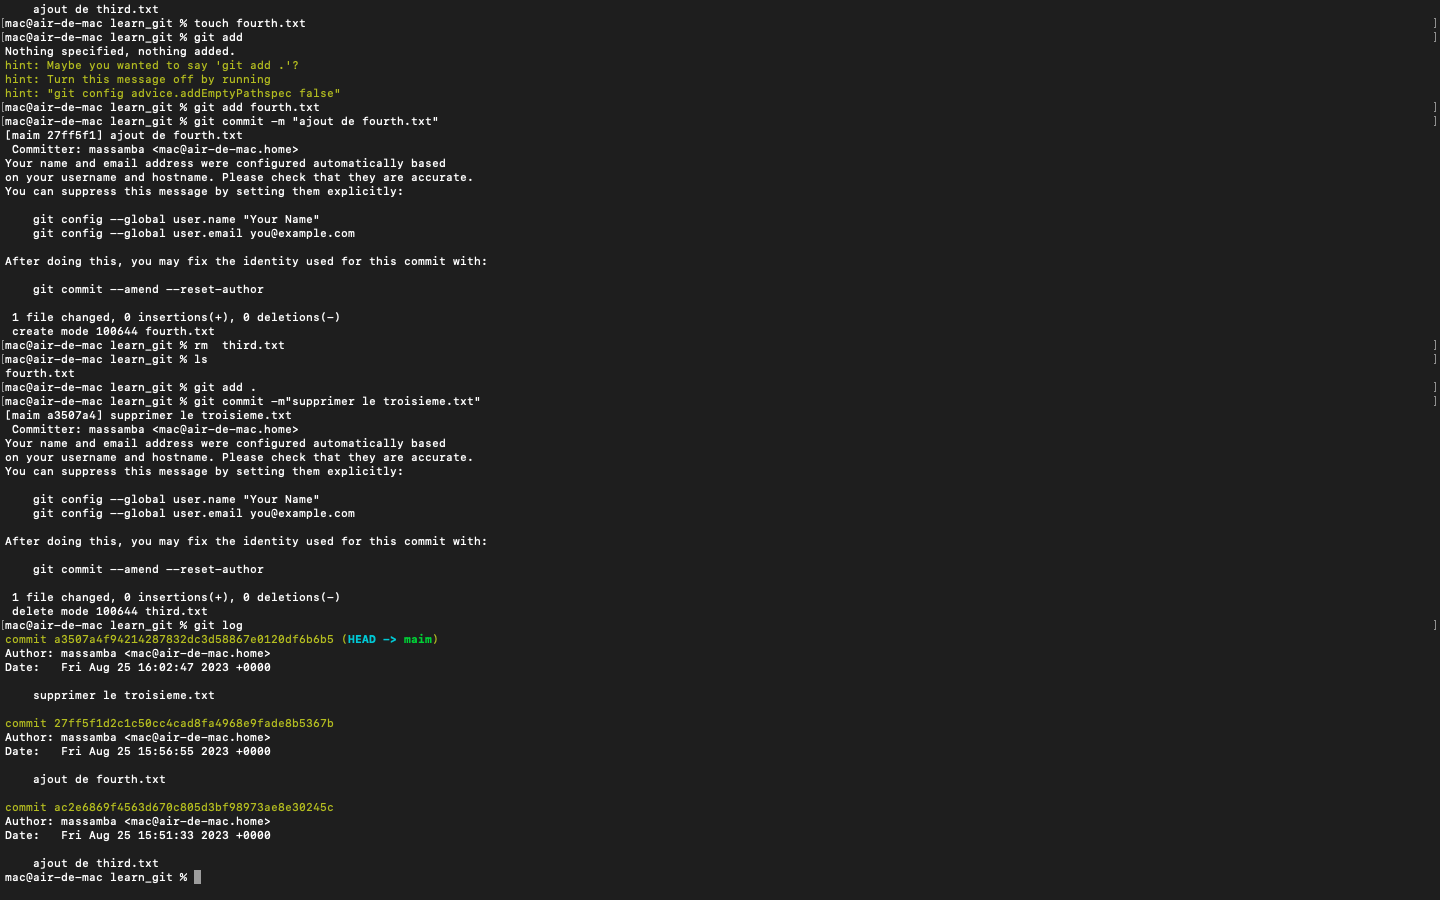 ajout de third.txt
[mac@air-de-mac learn_git % touch fourth.txt ]
[mac@air-de-mac learn_git % git add ]
Nothing specified, nothing added.
hint: Maybe you wanted to say 'git add .'?
hint: Turn this message off by running
hint: "git config advice.addEmptyPathspec false"
[mac@air-de-mac learn_git % git add fourth.txt ]
[mac@air-de-mac learn_git % git commit -m "ajout de fourth.txt" ]
[maim 27ff5f1] ajout de fourth.txt
 Committer: massamba <mac@air-de-mac.home>
Your name and email address were configured automatically based
on your username and hostname. Please check that they are accurate.
You can suppress this message by setting them explicitly:

    git config --global user.name "Your Name"
    git config --global user.email you@example.com

After doing this, you may fix the identity used for this commit with:

    git commit --amend --reset-author

 1 file changed, 0 insertions(+), 0 deletions(-)
 create mode 100644 fourth.txt
[mac@air-de-mac learn_git % rm  third.txt ]
[mac@air-de-mac learn_git % ls ]
fourth.txt
[mac@air-de-mac learn_git % git add . ]
[mac@air-de-mac learn_git % git commit -m"supprimer le troisieme.txt" ]
[maim a3507a4] supprimer le troisieme.txt
 Committer: massamba <mac@air-de-mac.home>
Your name and email address were configured automatically based
on your username and hostname. Please check that they are accurate.
You can suppress this message by setting them explicitly:

    git config --global user.name "Your Name"
    git config --global user.email you@example.com

After doing this, you may fix the identity used for this commit with:

    git commit --amend --reset-author

 1 file changed, 0 insertions(+), 0 deletions(-)
 delete mode 100644 third.txt
[mac@air-de-mac learn_git % git log ]
commit a3507a4f94214287832dc3d58867e0120df6b6b5 (HEAD -> maim)
Author: massamba <mac@air-de-mac.home>
Date:   Fri Aug 25 16:02:47 2023 +0000

    supprimer le troisieme.txt

commit 27ff5f1d2c1c50cc4cad8fa4968e9fade8b5367b
Author: massamba <mac@air-de-mac.home>
Date:   Fri Aug 25 15:56:55 2023 +0000

    ajout de fourth.txt

commit ac2e6869f4563d670c805d3bf98973ae8e30245c
Author: massamba <mac@air-de-mac.home>
Date:   Fri Aug 25 15:51:33 2023 +0000

    ajout de third.txt
mac@air-de-mac learn_git %